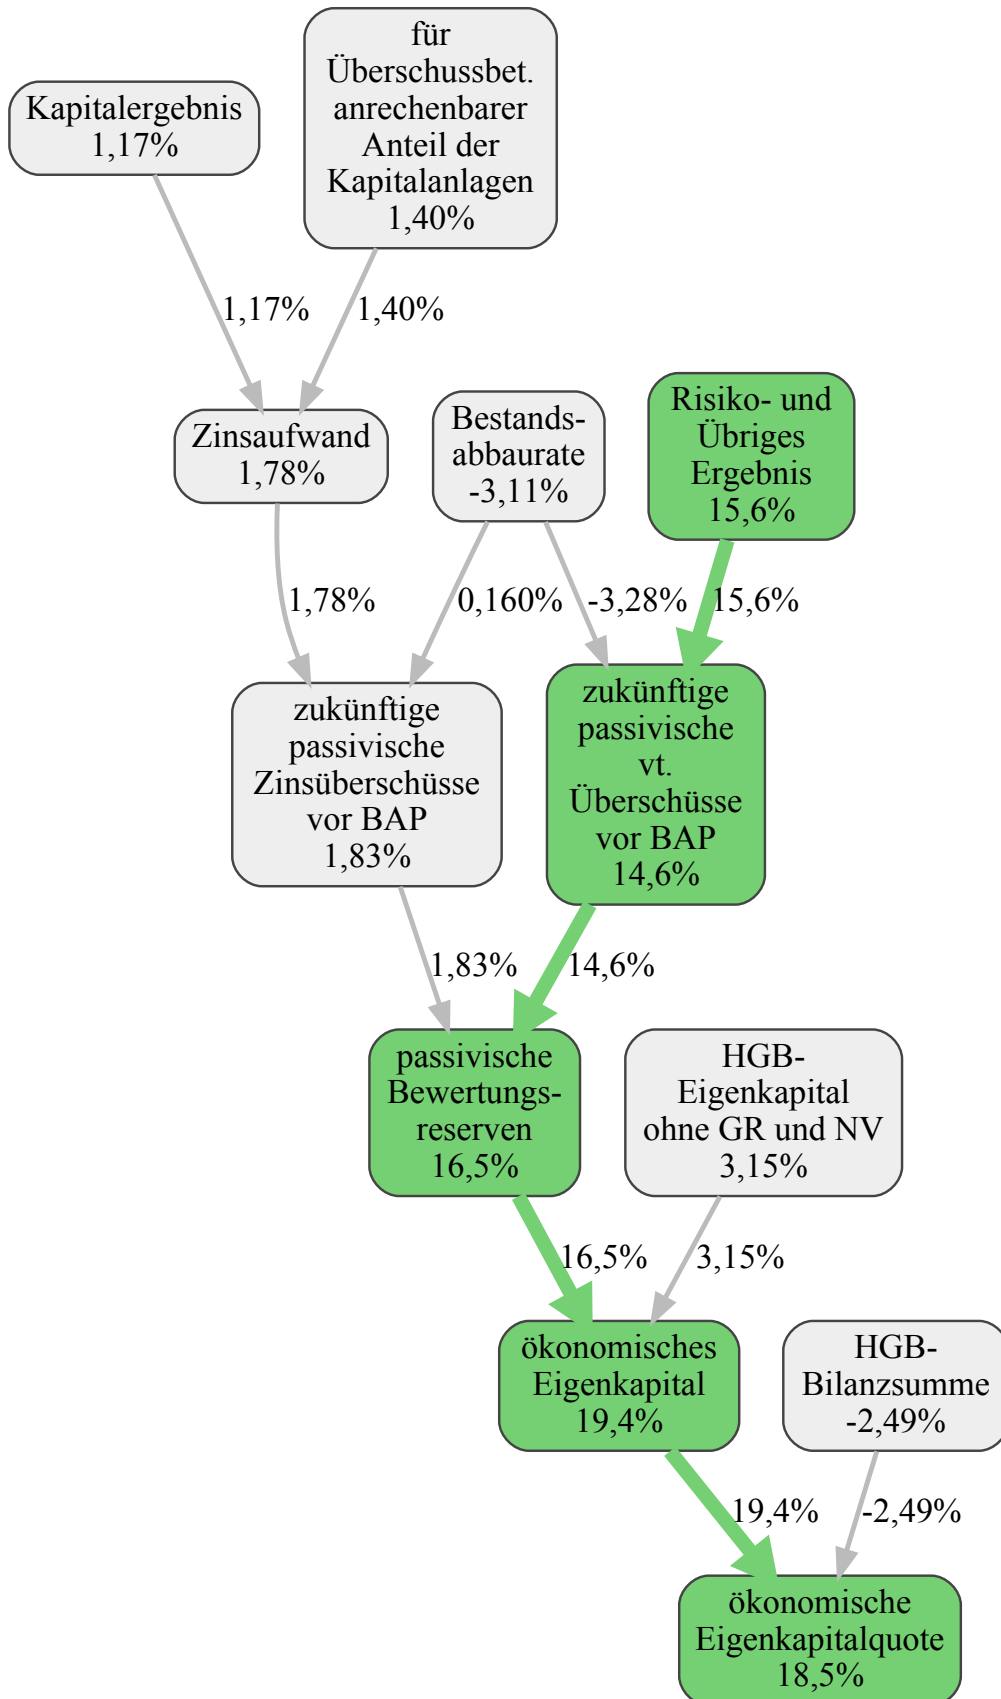 für
Überschussbet.
anrechenbarer
Anteil der
Kapitalanlagen
1,40%
Kapitalergebnis
1,17%
1,17%
1,40%
Zinsaufwand
1,78%
Bestands-
abbaurate
-3,11%
Risiko- und
Übriges
Ergebnis
15,6%
1,78%
0,160%
-3,28%
15,6%
zukünftige
passivische
Zinsüberschüsse
vor BAP
1,83%
zukünftige
passivische
vt.
Überschüsse
vor BAP
14,6%
1,83%
14,6%
passivische
Bewertungs-
reserven
16,5%
HGB-
Eigenkapital
ohne GR und NV
3,15%
16,5%
3,15%
ökonomisches
Eigenkapital
19,4%
HGB-
Bilanzsumme
-2,49%
19,4%
-2,49%
ökonomische
Eigenkapitalquote
18,5%